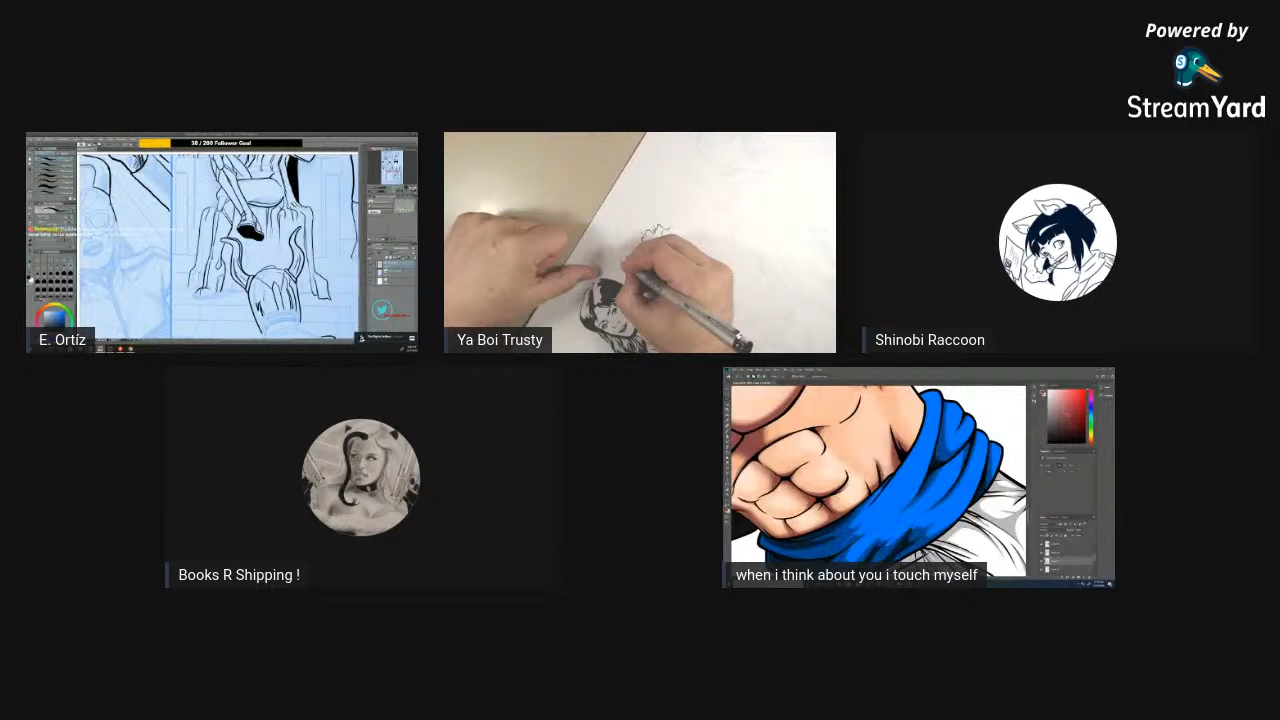 Powered by
StreamYard
38 / 200 Follower Goal
E. Ortíz
Ya Boi Trusty
Shinobi Raccoon
Books R Shipping !
when i think about you i touch myself